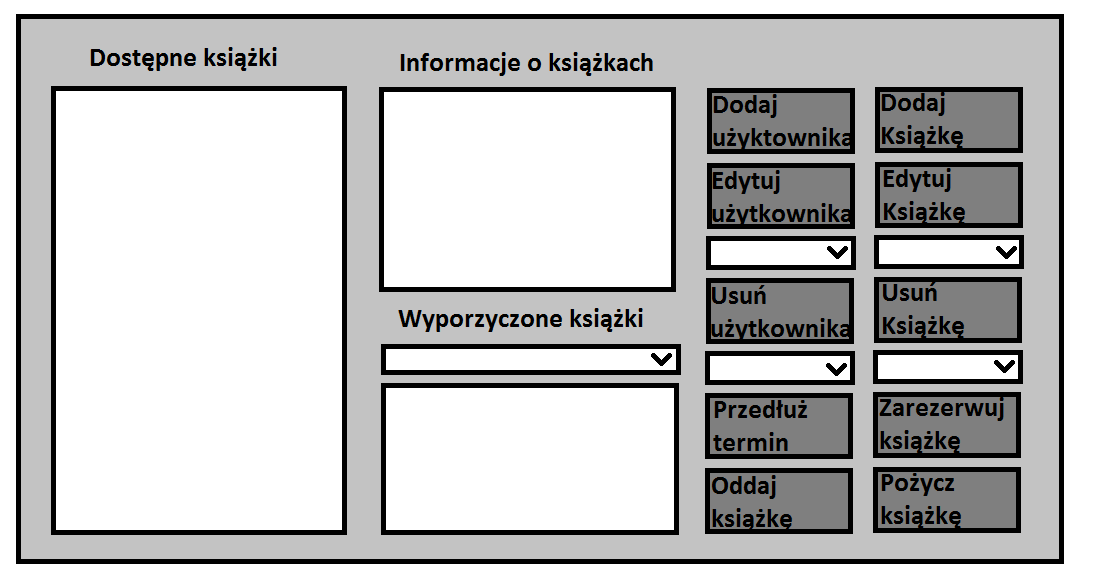 Dostępne książki
Informacje o książkach
Wyporzyczone książki
Dodaj
użyktownika
Dodaj
Książkę
Edytuj
użytkownika
Edytuj
Książkę
Usuń
użytkownika
Usuń
Książkę
Przedłuż
termin
Zarezerwuj
książkę
Oddaj
książkę
Pożycz
książkę